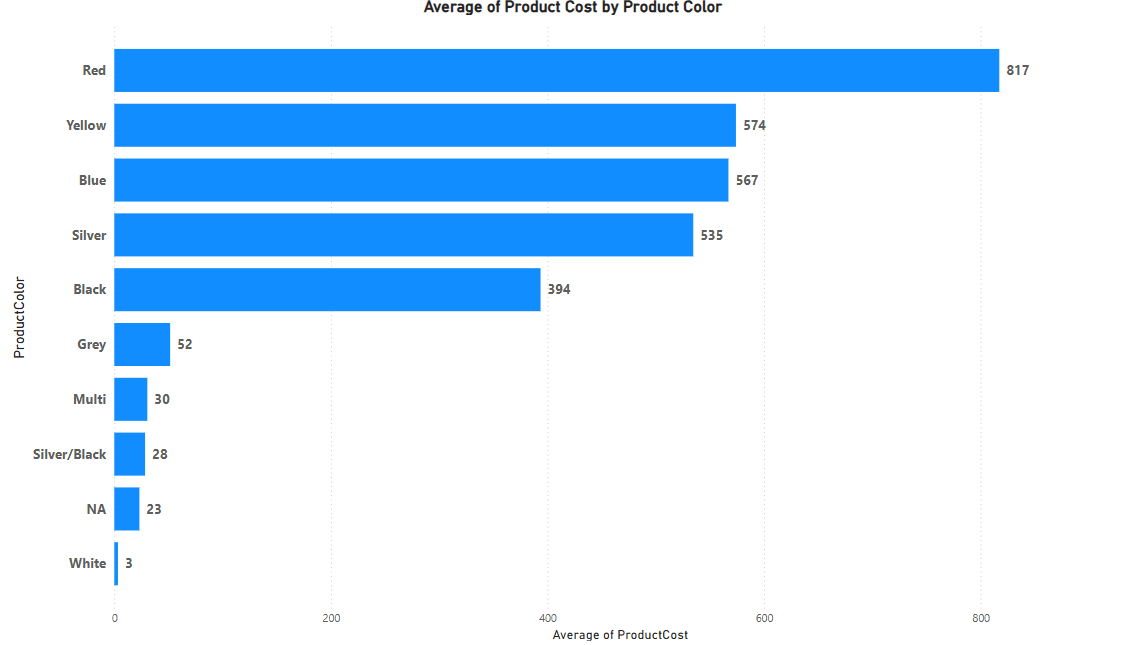 Average of Product Cost by Product Color
Red 817
Yellow 574
Blue 567
Silver 535
Black 394
Grey 52
Multi 30
Silver/Black 28
NA 23
White 3
ProductColor
0 200 400 600 800
Average of ProductCost